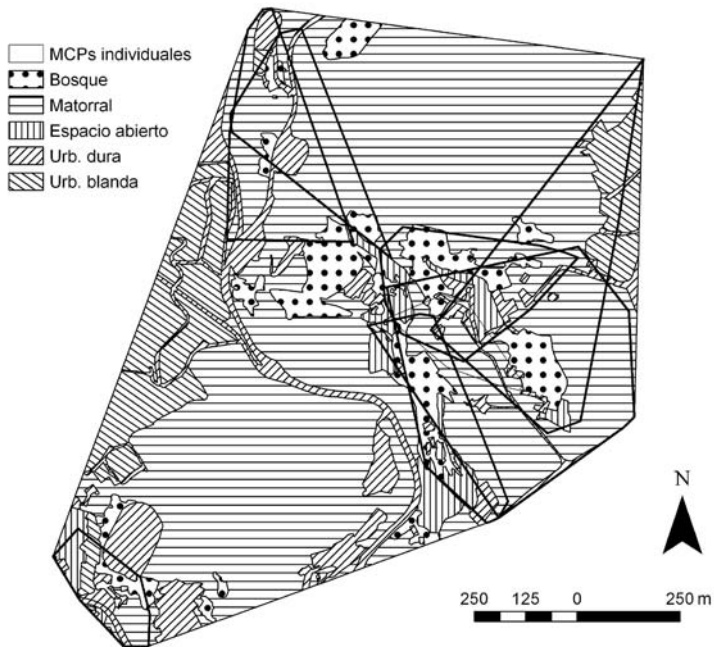 MCPs individuales
Bosque
Matorral
Espacio abierto
Urb. dura
Urb. blanda
N
250 125 0 250 m